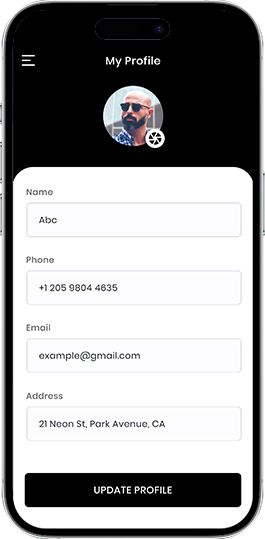 My Profile
Name
Abc
Phone
+1 205 9804 4635
Email
example@gmail.com
Address
21 Neon St, Park Avenue, CA
UPDATE PROFILE